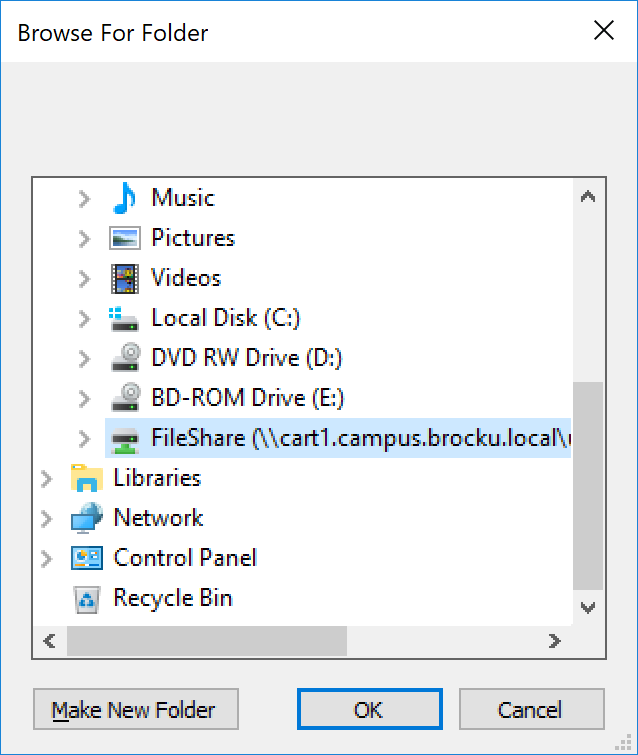 Browse For Folder
Music
Pictures
Videos
Local Disk (C:)
DVD RW Drive (D:)
BD-ROM Drive (E:)
FileShare (\\cart1.campus.brocku.local\
Libraries
Network
Control Panel
Recycle Bin
Make New Folder
OK
Cancel